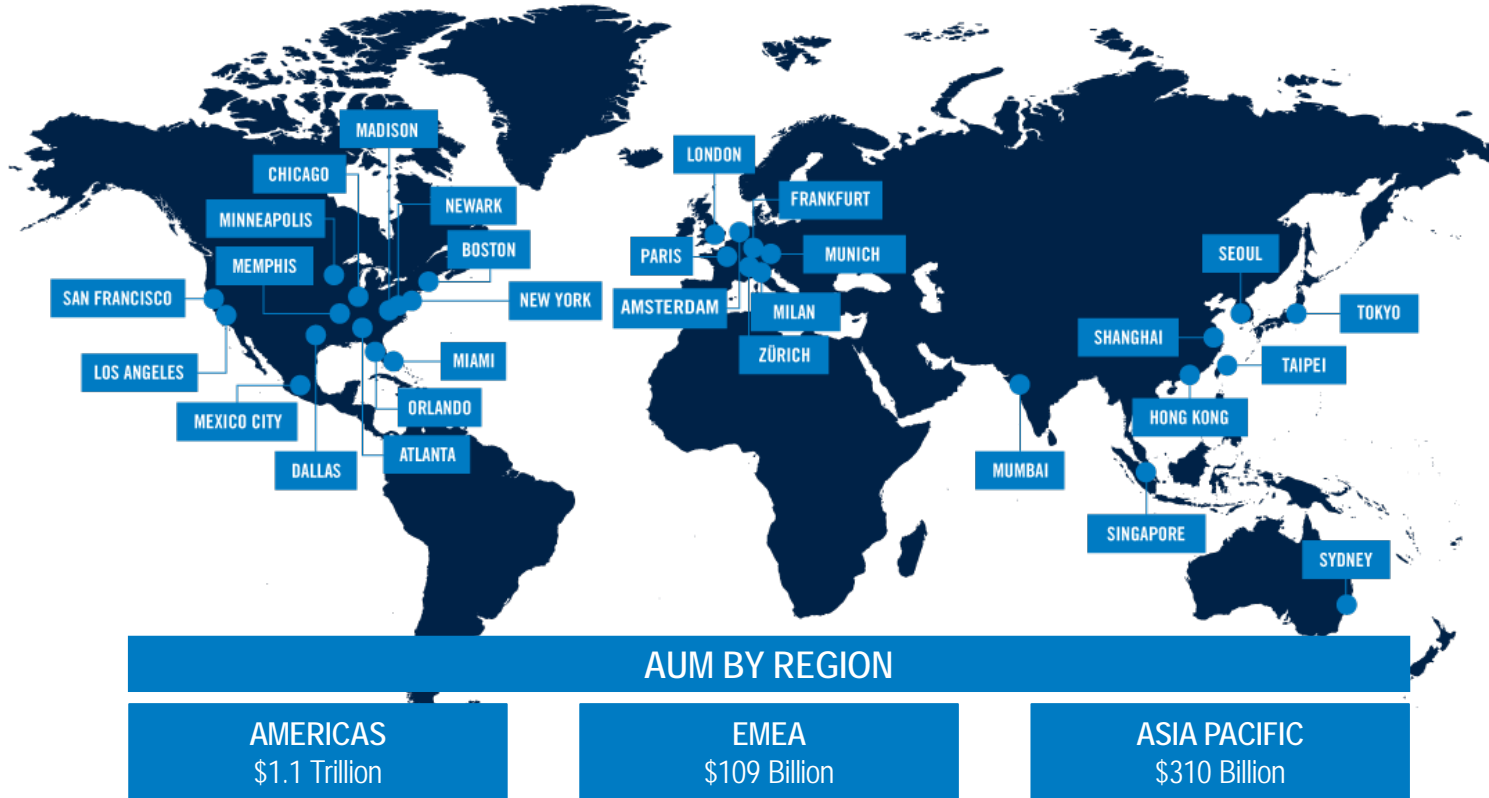 MADISON
LONDON
CHICAGO
FRANKFURT
NEWARK
MINNEAPOLIS
BOSTON
PARIS
MUNICH
SEOUL
MEMPHIS
SAN FRANCISCO
NEW YORK
AMSTERDAM
MILAN
TOKYO
SHANGHAI
ZÜRICH
LOS ANGELES
MIAMI
TAIPEI
ORLANDO
MEXICO CITY
HONG KONG
ATLANTA
DALLAS
MUMBAI
SINGAPORE
SYDNEY
AUM BY REGION
AMERICAS
$1.1 Trillion
EMEA
$109 Billion
ASIA PACIFIC
$310 Billion